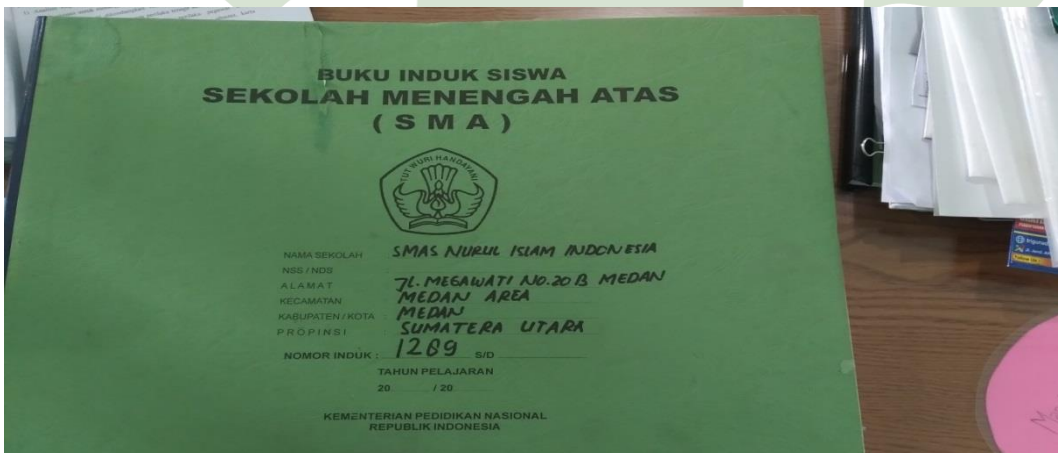 BUKU INDUK SISWA
SEKOLAH MENENGAH ATAS
( S M A )
TUT WURI HANDAYANI
NAMA SEKOLAH SMAS NURUL ISLAM INDONESIA
NSS / NDS
ALAMAT JL. MEGAWATI NO.20 B MEDAN
KECAMATAN MEDAN AREA
KABUPATEN / KOTA : MEDAN
PROPINSI : SUMATERA UTARA
NOMOR INDUK : 1269 S/D
TAHUN PELAJARAN
20 / 20
KEMENTERIAN PEDIDIKAN NASIONAL
REPUBLIK INDONESIA